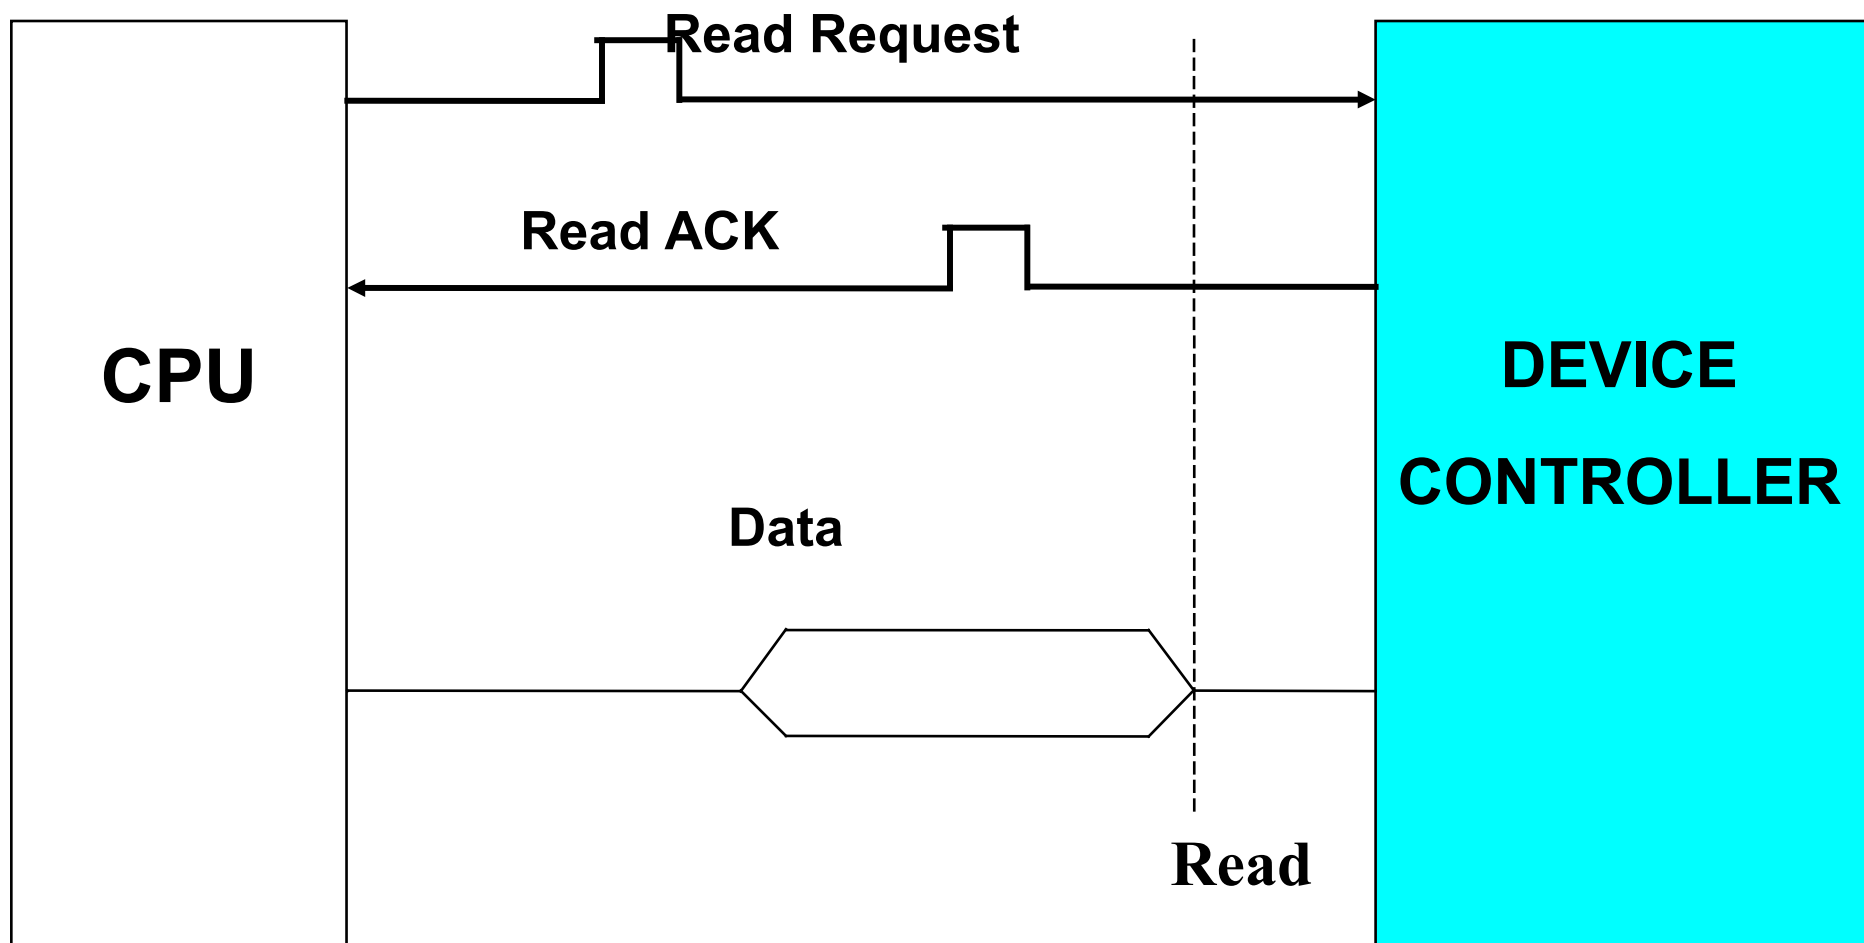 Read Request
Read ACK
CPU
DEVICE
CONTROLLER
Data
Read